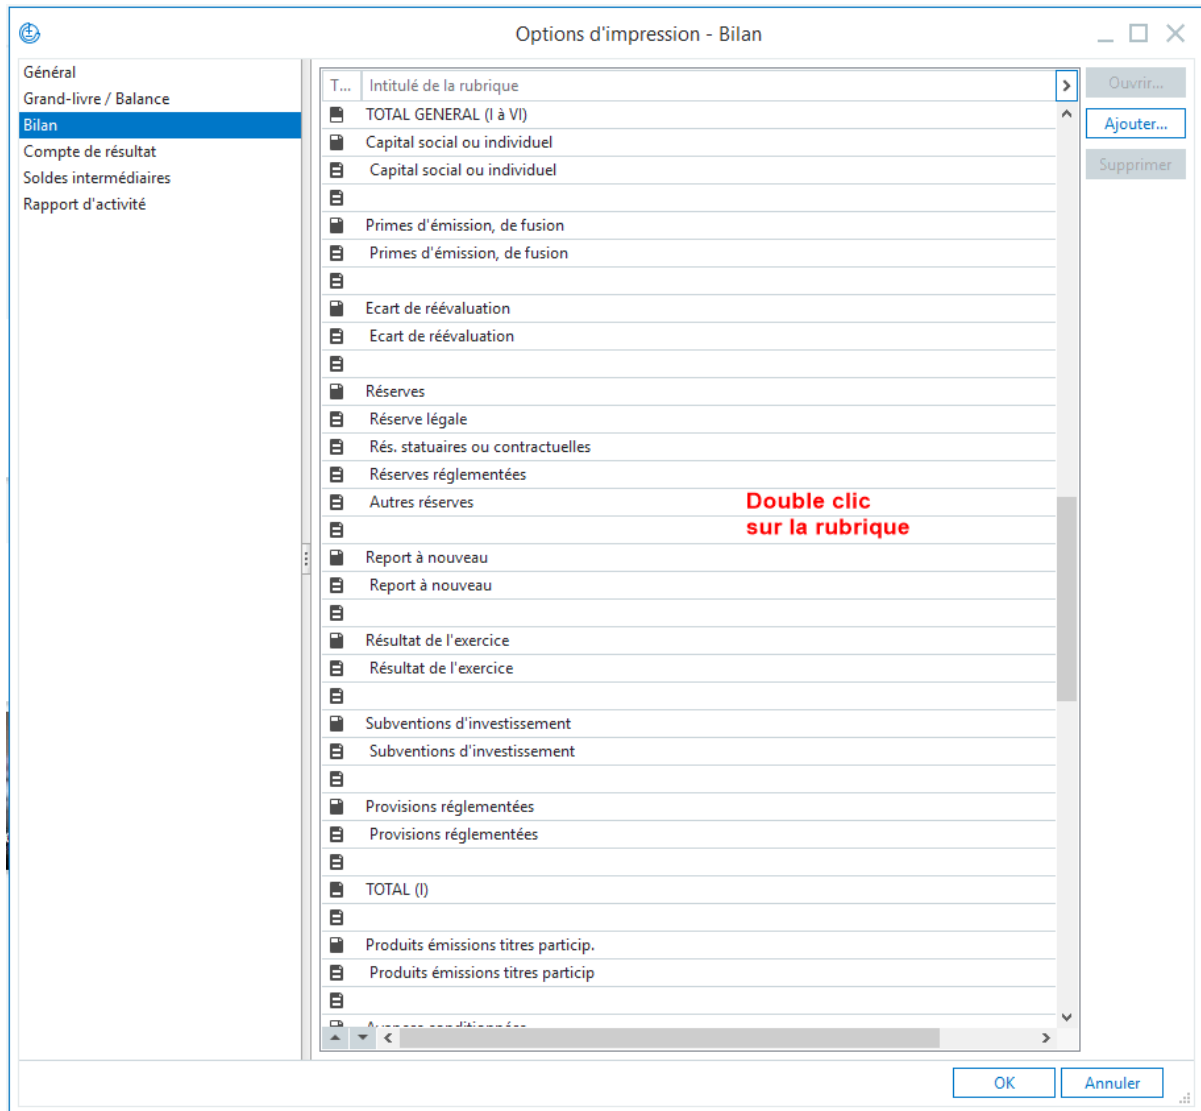 Options d'impression - Bilan
Général
Grand-livre / Balance
Bilan
Compte de résultat
Soldes intermédiaires
Rapport d'activité
T... Intitulé de la rubrique
TOTAL GENERAL (I à VI)
Capital social ou individuel
Capital social ou individuel
Primes d'émission, de fusion
Primes d'émission, de fusion
Ecart de réévaluation
Ecart de réévaluation
Réserves
Réserve légale
Rés. statuaires ou contractuelles
Réserves réglementées
Autres réserves
Double clic
sur la rubrique
Report à nouveau
Report à nouveau
Résultat de l'exercice
Résultat de l'exercice
Subventions d'investissement
Subventions d'investissement
Provisions réglementées
Provisions réglementées
TOTAL (I)
Produits émissions titres particip.
Produits émissions titres particip
Avances conditionnées
Ouvrir...
Ajouter...
Supprimer
OK
Annuler